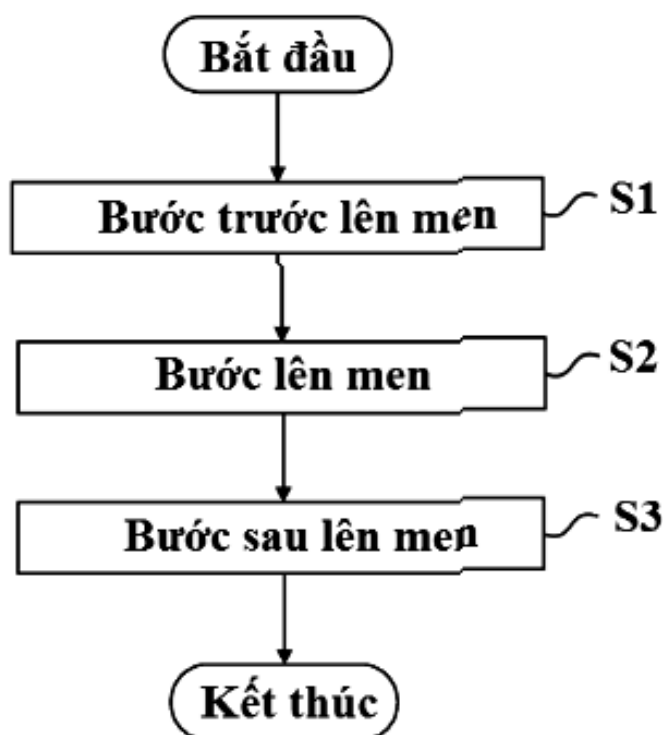 Bắt đầu
Bước trước lên men
S1
Bước lên men
S2
Bước sau lên men
S3
Kết thúc